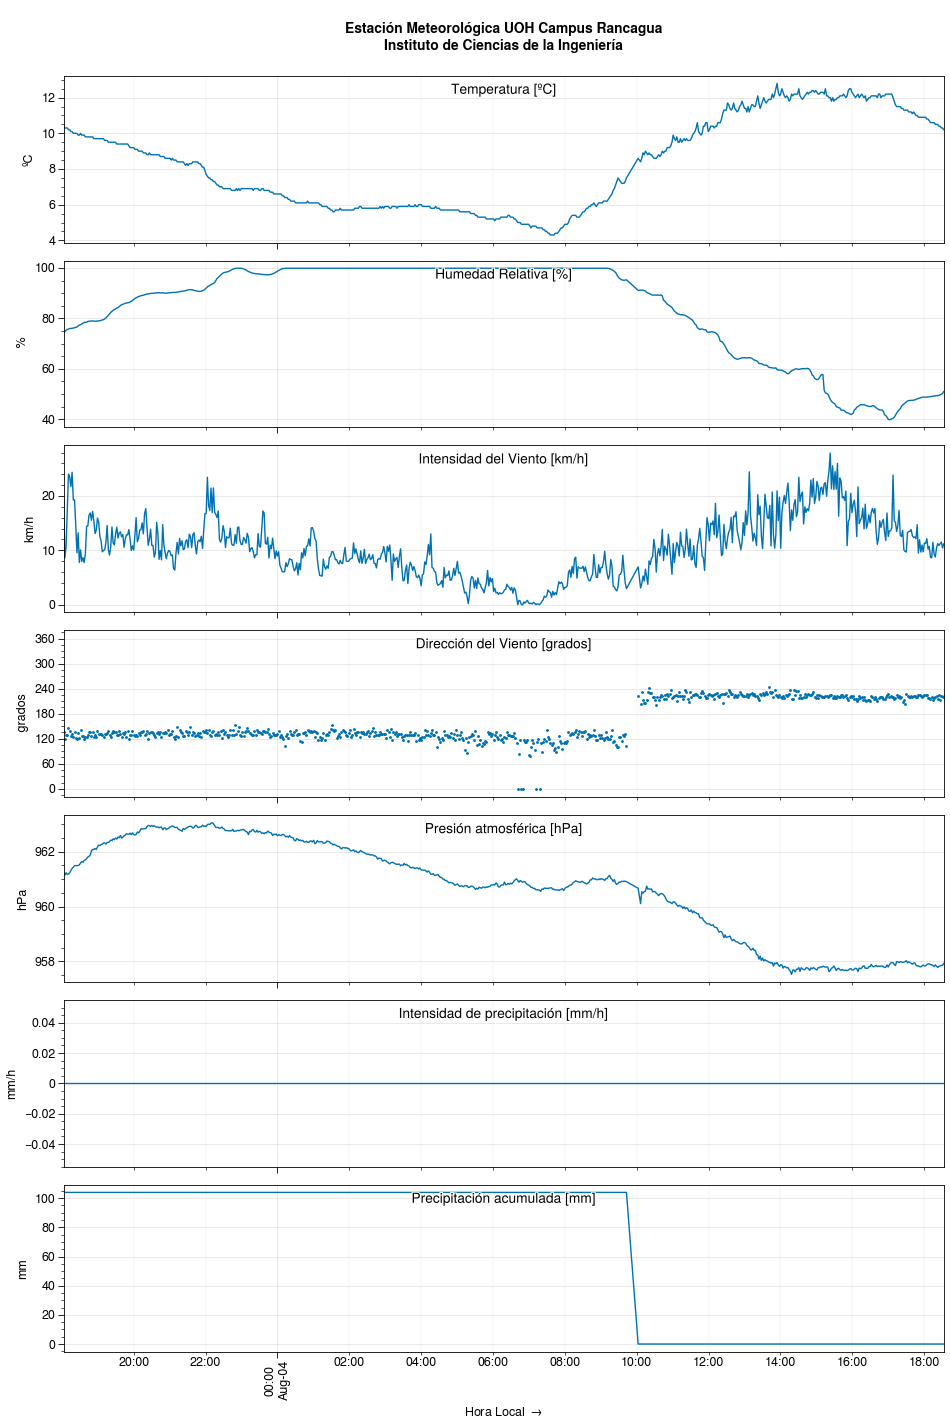 Estación Meteorológica UOH Campus Rancagua
Instituto de Ciencias de la Ingeniería
Temperatura [ºC]
ºC
12
10
8
6
4
Humedad Relativa [%]
%
100
80
60
40
Intensidad del Viento [km/h]
km/h
20
10
0
Dirección del Viento [grados]
grados
360
300
240
180
120
60
0
Presión atmosférica [hPa]
hPa
962
960
958
Intensidad de precipitación [mm/h]
mm/h
0.04
0.02
0
−0.02
−0.04
Precipitación acumulada [mm]
mm
100
80
60
40
20
0
20:00 22:00 00:00 02:00 04:00 06:00 08:00 10:00 12:00 14:00 16:00 18:00
Aug-04
Hora Local →